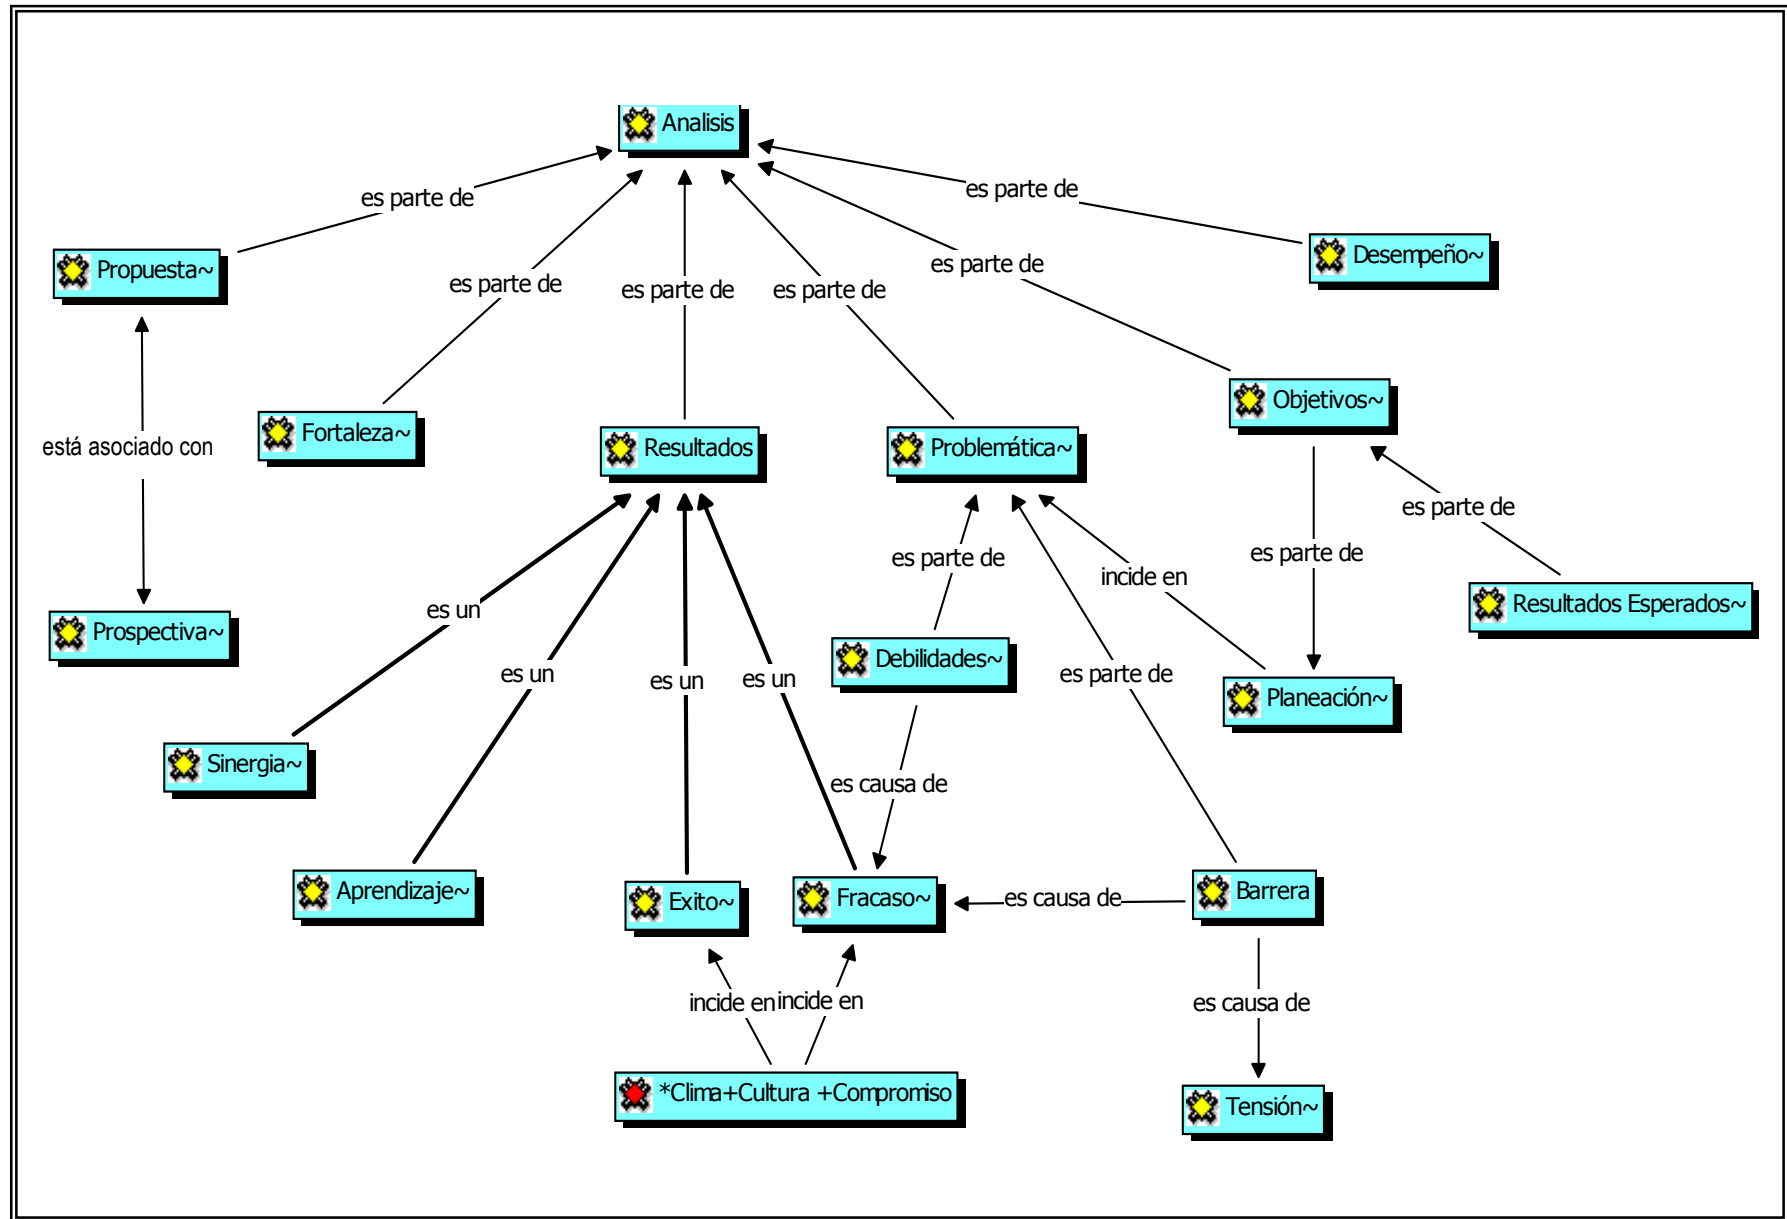 Analisis
es parte de
es parte de
Propuesta~
Desempeño~
es parte de
es parte de
es parte de
es parte de
Objetivos~
Fortaleza~
Resultados
Problemática~
está asociado con
es parte de
es parte de
es parte de
incide en
Resultados Esperados~
es un
Prospectiva~
Debilidades~
es un
es un
es un
es parte de
Planeación~
Sinergia~
es causa de
Aprendizaje~
Exito~
Fracaso~
es causa de
Barrera
incide en
incide en
es causa de
*Clima+Cultura +Compromiso
Tensión~